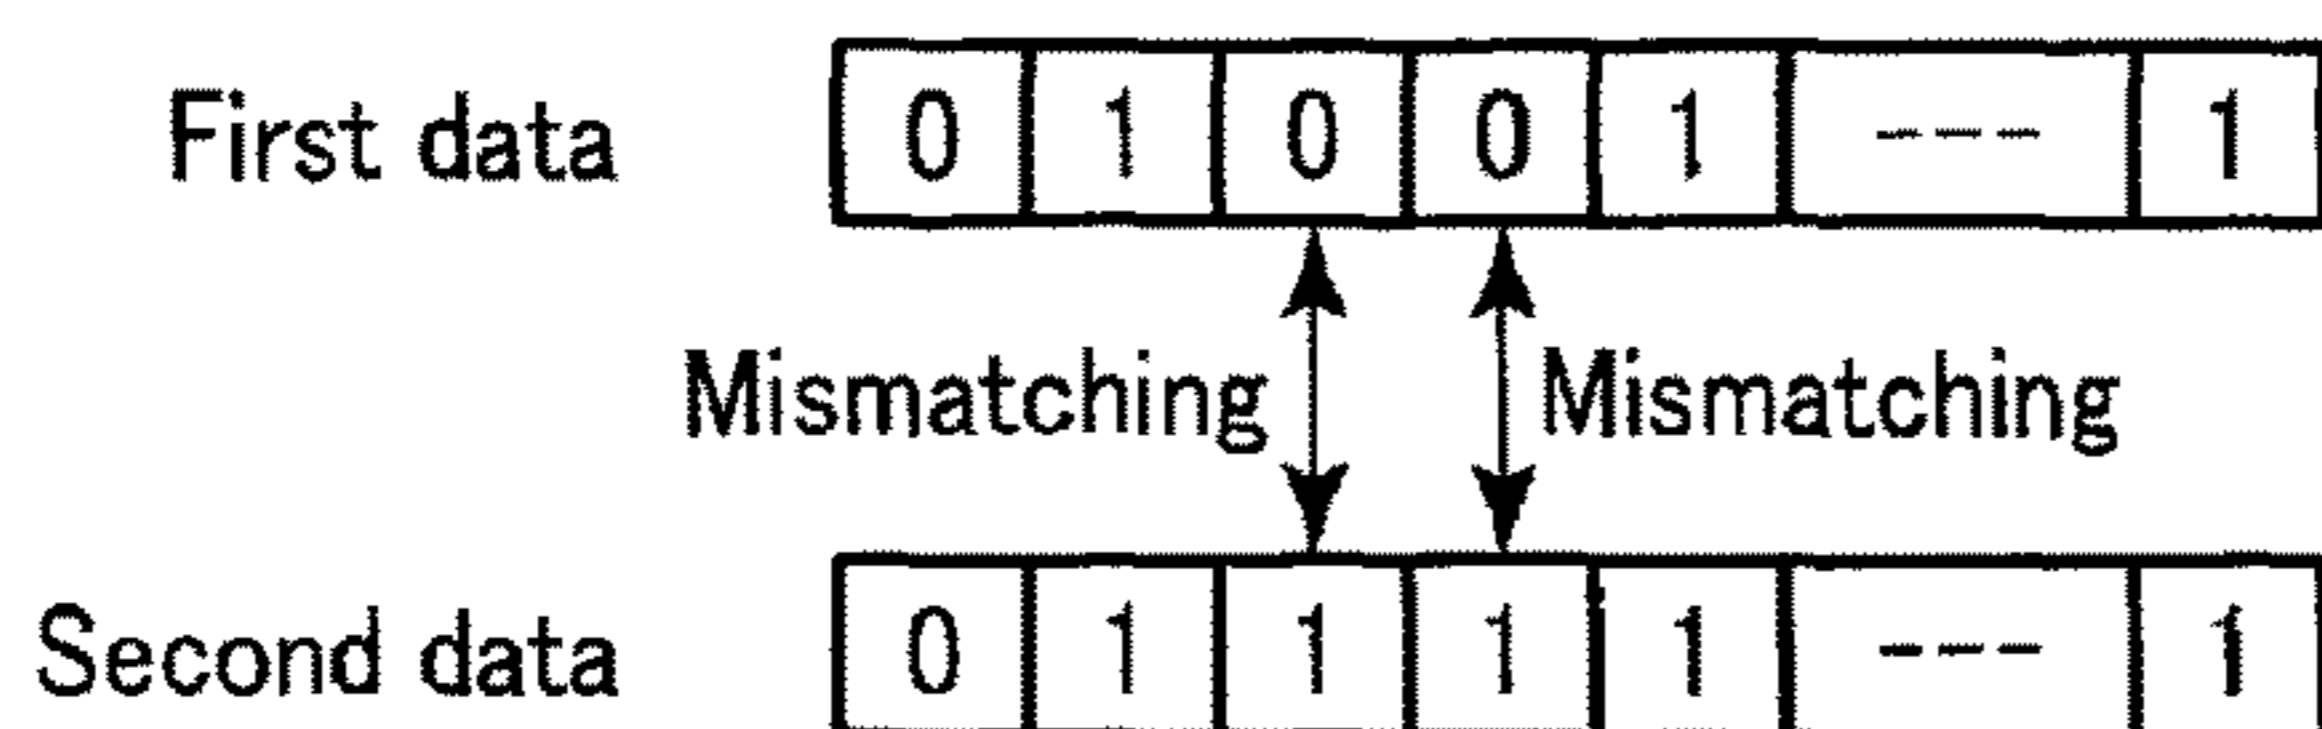 First data 0 1 0 0 1 --- 1
Mismatching Mismatching
Second data 0 1 1 1 1 --- 1